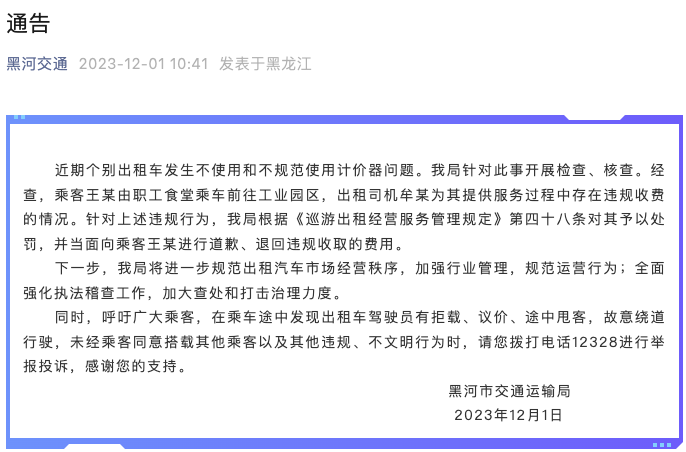 通告
黑河交通 2023-12-01 10:41 发表于黑龙江
近期个别出租车发生不使用和不规范使用计价器问题。我局针对此事开展检查、核查。经
查，乘客王某由职工食堂乘车前往工业园区，出租司机牟某为其提供服务过程中存在违规收费
的情况。针对上述违规行为，我局根据《巡游出租经营服务管理规定》第四十八条对其予以处
罚，并当面向乘客王某进行道歉、退回违规收取的费用。
下一步，我局将进一步规范出租汽车市场经营秩序，加强行业管理，规范运营行为；全面
强化执法稽查工作，加大查处和打击治理力度。
同时，呼吁广大乘客，在乘车途中发现出租车驾驶员有拒载、议价、途中甩客，故意绕道
行驶，未经乘客同意搭载其他乘客以及其他违规、不文明行为时，请您拨打电话12328进行举
报投诉，感谢您的支持。
黑河市交通运输局
2023年12月1日